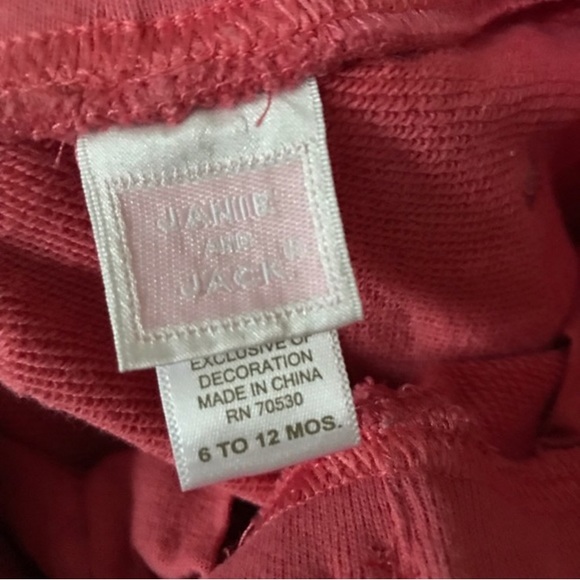 JANIE
AND
JACK
EXCLUSIVE OF
DECORATION
MADE IN CHINA
RN 70530
6 TO 12 MOS.